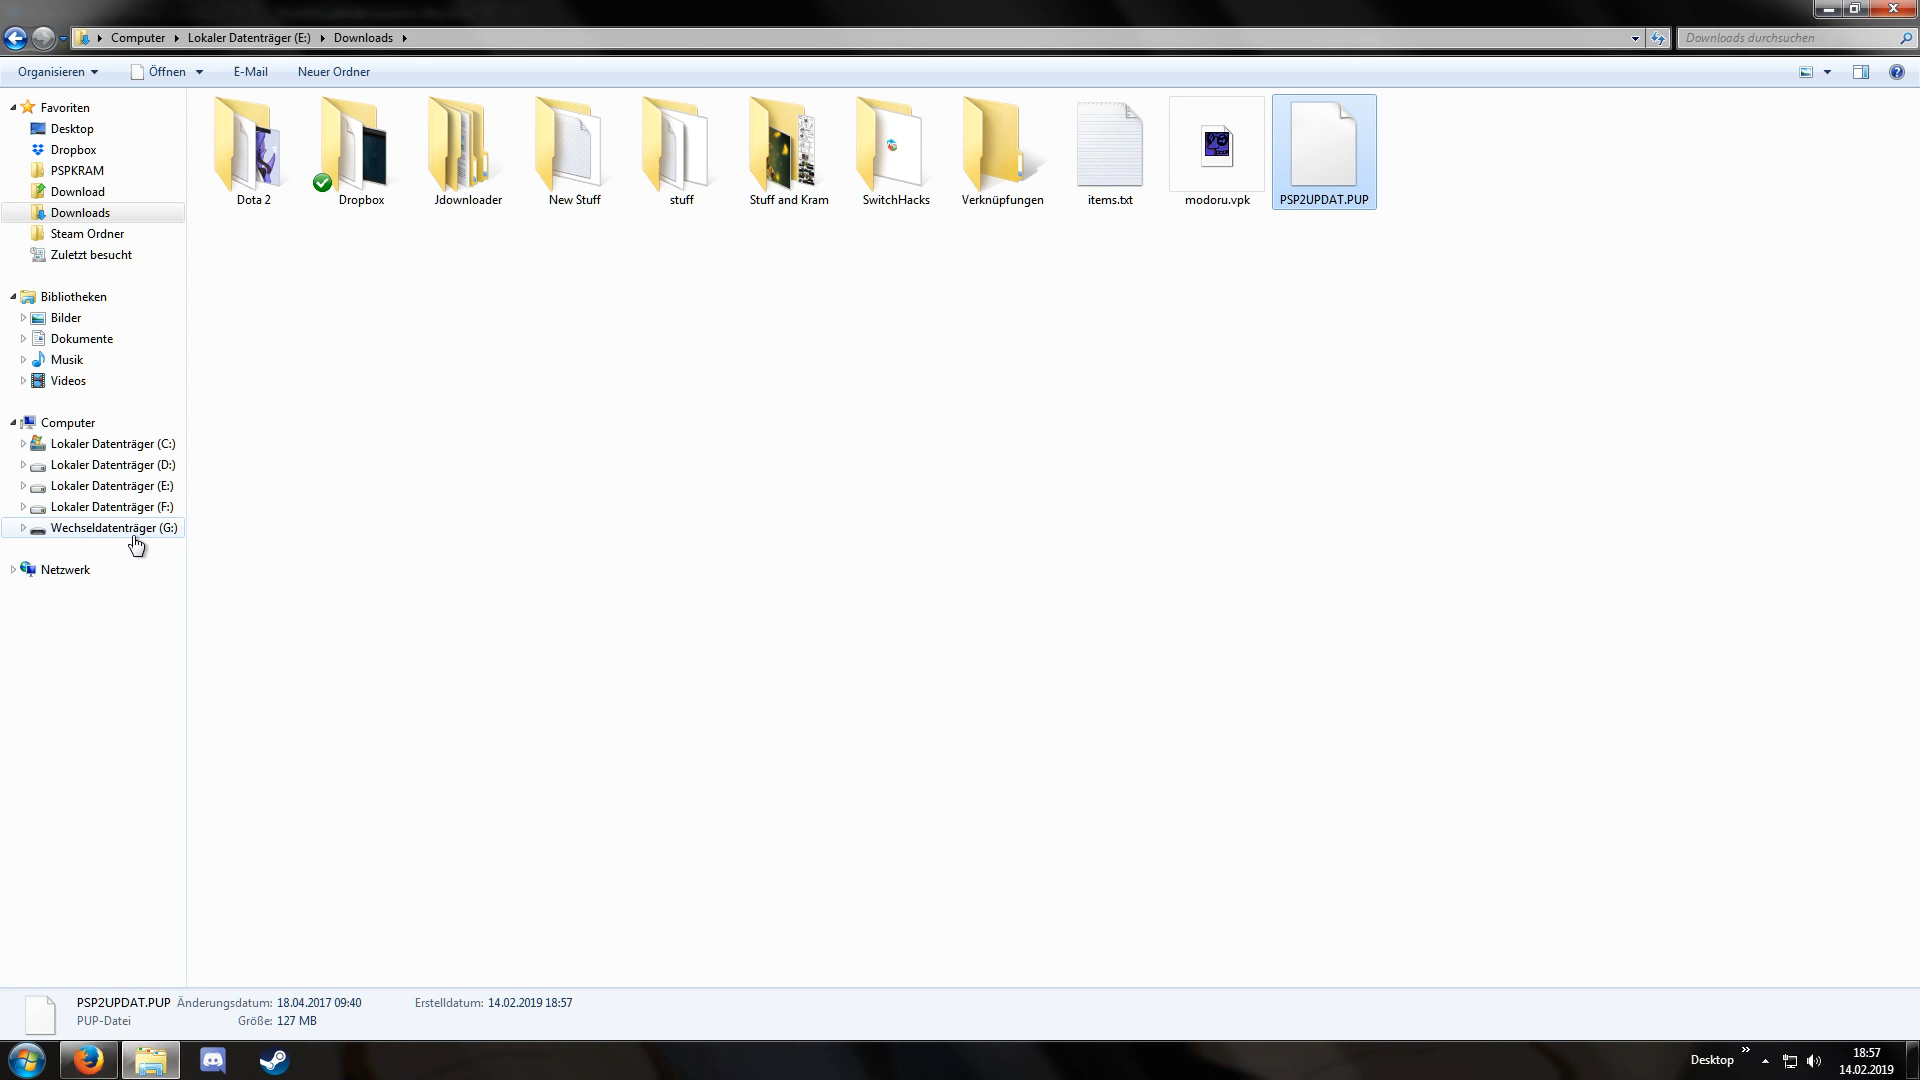 Computer Lokaler Datenträger (E:) Downloads
Downloads durchsuchen
Organisieren Öffnen E-Mail Neuer Ordner
Favoriten
Desktop
Dropbox
PSPKRAM
Download
Downloads
Steam Ordner
Zuletzt besucht
Bibliotheken
Bilder
Dokumente
Musik
Videos
Computer
Lokaler Datenträger (C:)
Lokaler Datenträger (D:)
Lokaler Datenträger (E:)
Lokaler Datenträger (F:)
Wechseldatenträger (G:)
Netzwerk
Dota 2 Dropbox Jdownloader New Stuff stuff Stuff and Kram SwitchHacks Verknüpfungen items.txt modoru.vpk PSP2UPDAT.PUP
PSP2UPDAT.PUP Änderungsdatum: 18.04.2017 09:40 Erstelldatum: 14.02.2019 18:57
PUP-Datei Größe: 127 MB
Desktop
18:57
14.02.2019